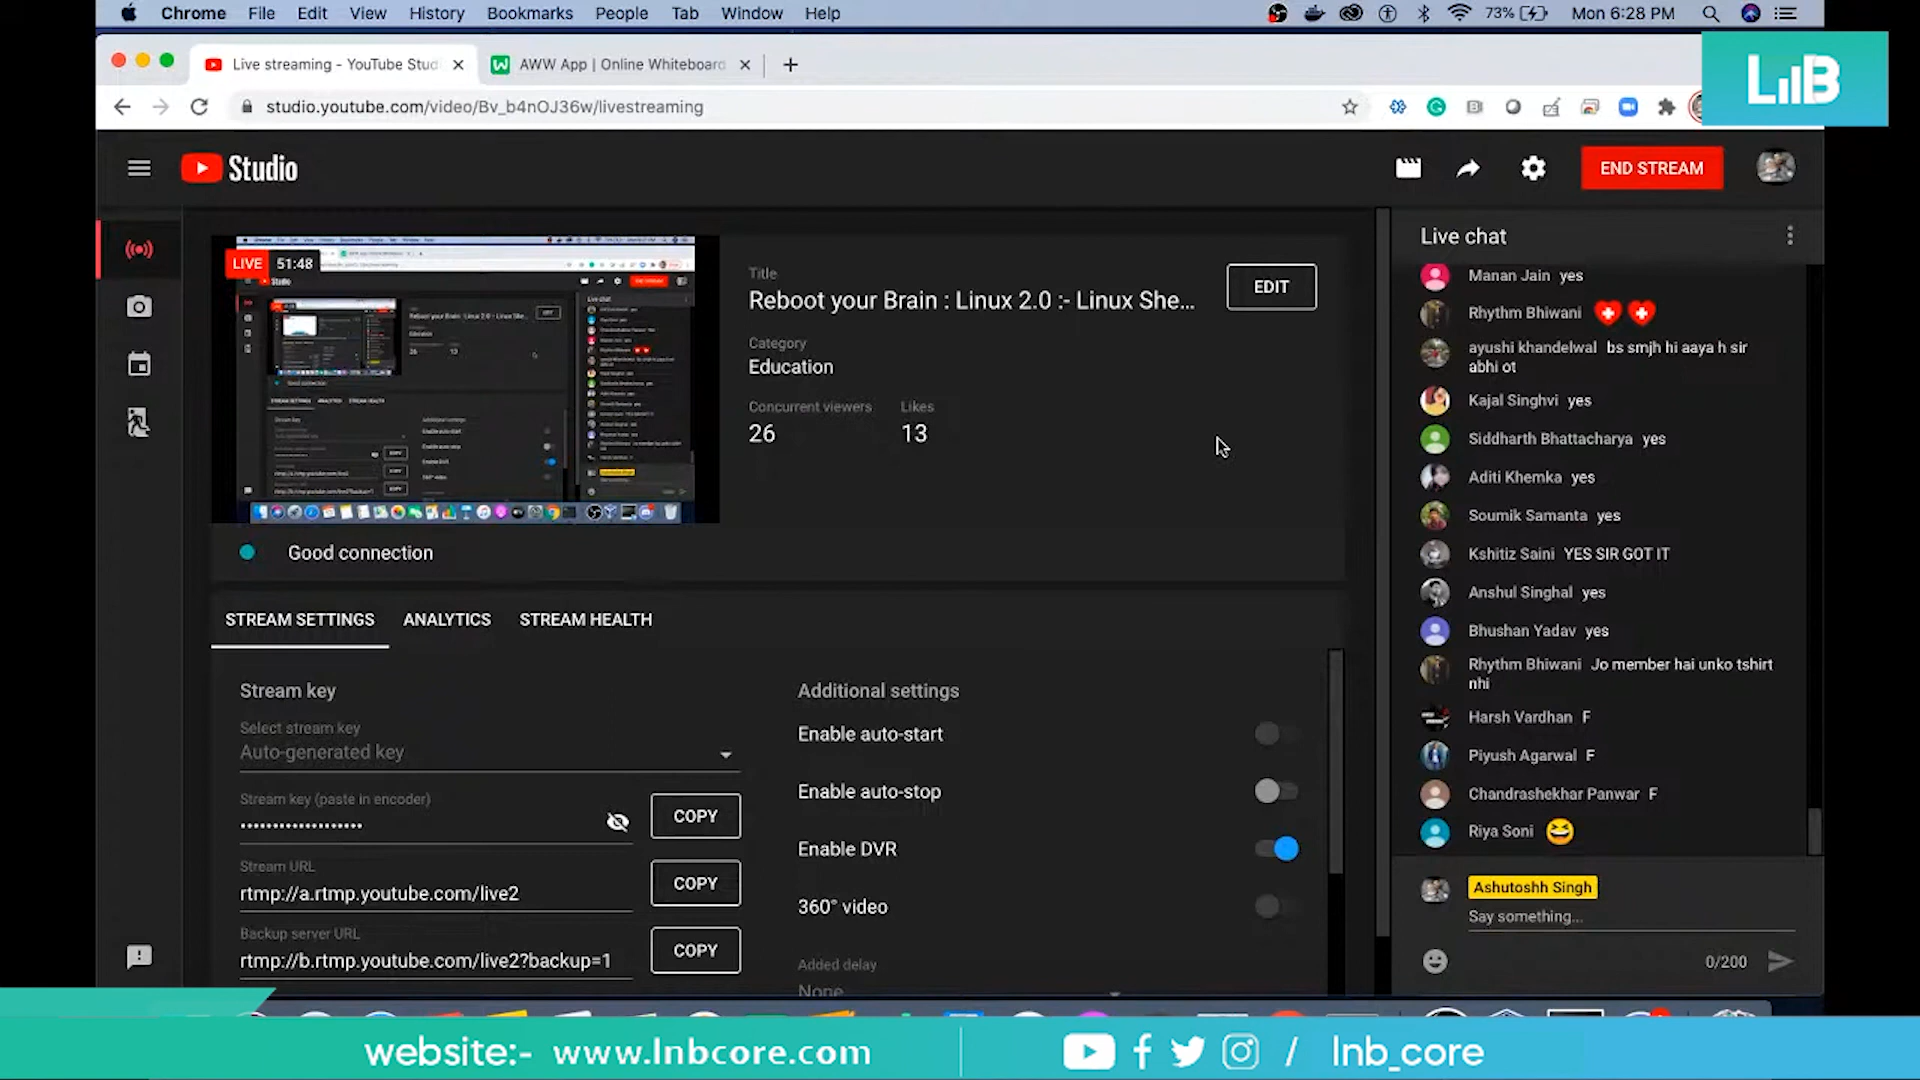 Chrome File Edit View History Bookmarks People Tab Window Help
73% Mon 6:28 PM
Live streaming - YouTube Stud
AWW App | Online Whiteboard
studio.youtube.com/video/Bv_b4nOJ36w/livestreaming
LNB
Studio
END STREAM
LIVE 51:48
Title
Reboot your Brain : Linux 2.0 :- Linux She...
EDIT
Category
Education
Concurrent viewers Likes
26 13
Good connection
STREAM SETTINGS ANALYTICS STREAM HEALTH
Stream key
Select stream key
Auto-generated key
Stream key (paste in encoder)
COPY
Stream URL
rtmp://a.rtmp.youtube.com/live2
COPY
Backup server URL
rtmp://b.rtmp.youtube.com/live2?backup=1
COPY
Additional settings
Enable auto-start
Enable auto-stop
Enable DVR
360° video
Added delay
None
Live chat
Manan Jain yes
Rhythm Bhiwani
ayushi khandelwal bs smjh hi aaya h sir
abhi ot
Kajal Singhvi yes
Siddharth Bhattacharya yes
Aditi Khemka yes
Soumik Samanta yes
Kshitiz Saini YES SIR GOT IT
Anshul Singhal yes
Bhushan Yadav yes
Rhythm Bhiwani Jo member hai unko tshirt
nhi
Harsh Vardhan F
Piyush Agarwal F
Chandrashekhar Panwar F
Riya Soni
Ashutoshh Singh
Say something...
0/200
website:- www.lnbcore.com
/ lnb_core